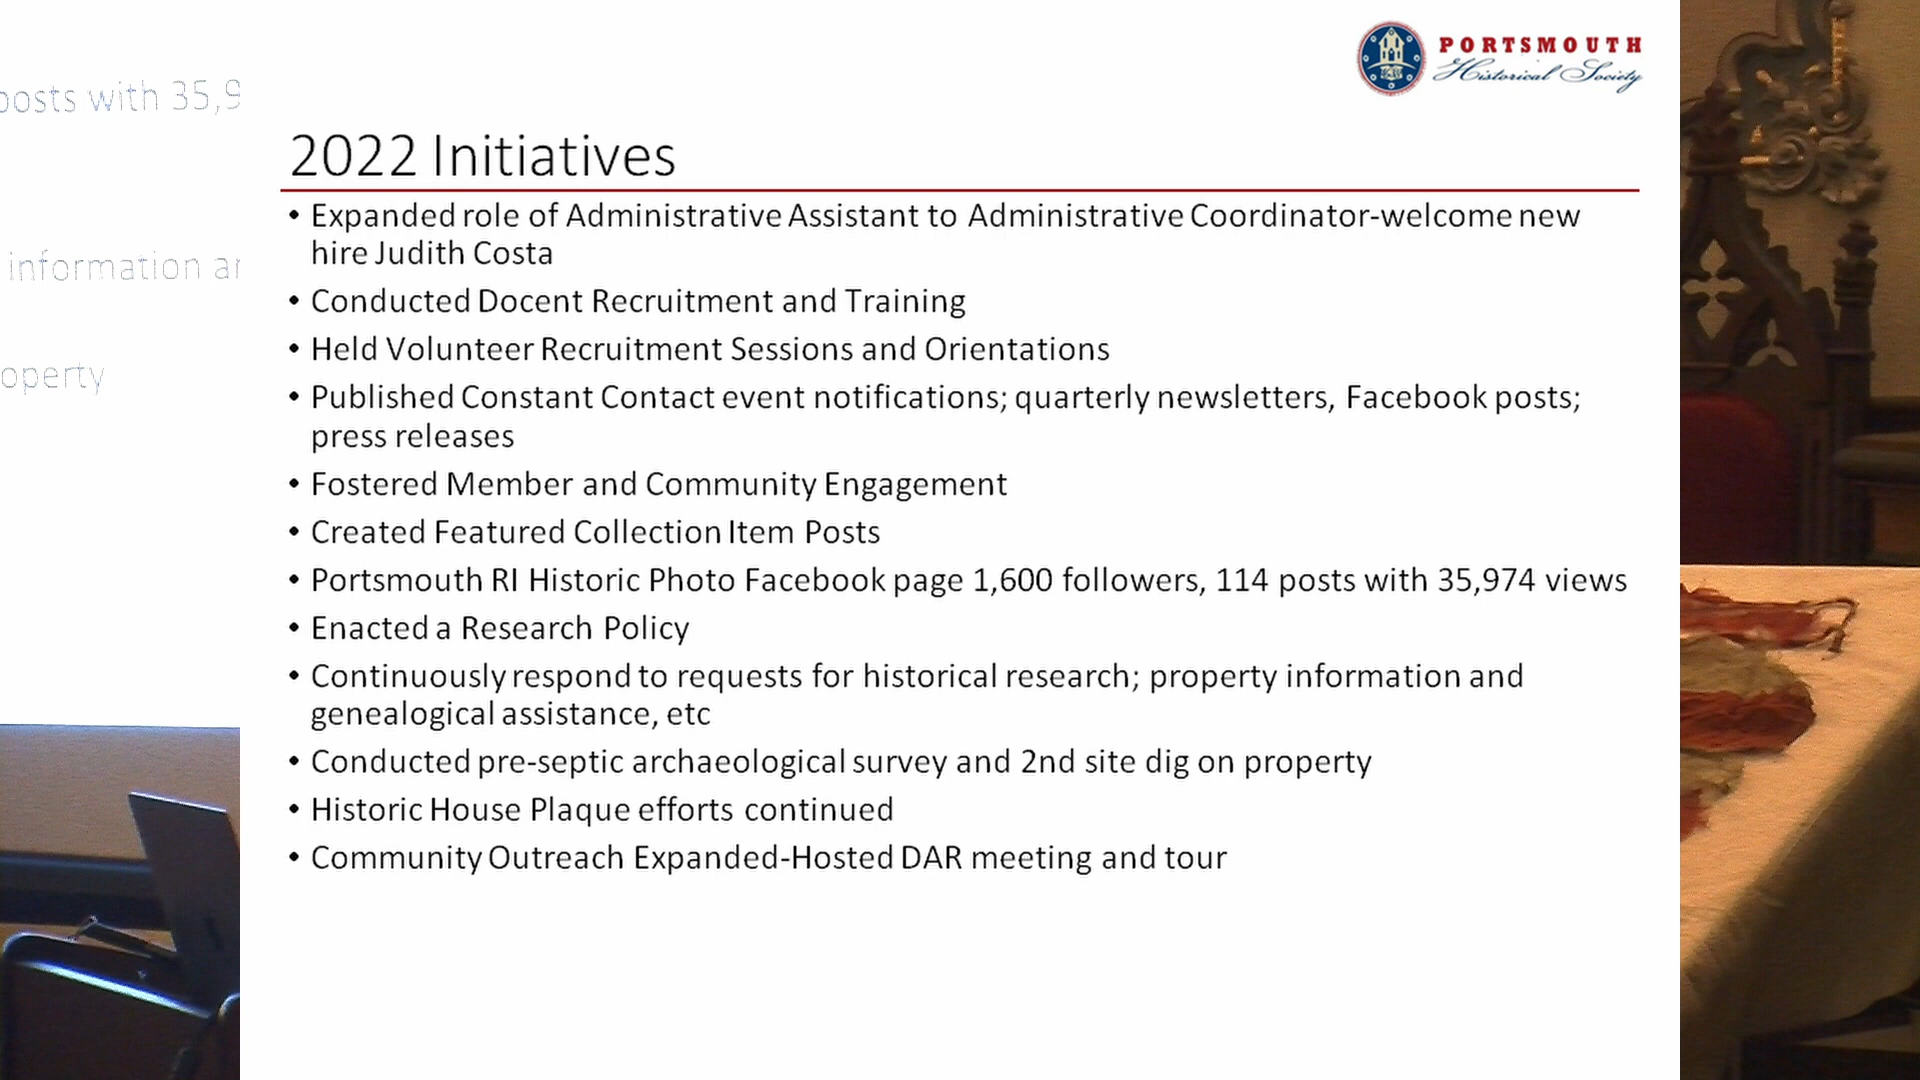 PORTSMOUTH
Historical Society
posts with 35,9
information ar
operty
2022 Initiatives
• Expanded role of Administrative Assistant to Administrative Coordinator-welcome new
hire Judith Costa
• Conducted Docent Recruitment and Training
• Held Volunteer Recruitment Sessions and Orientations
• Published Constant Contact event notifications; quarterly newsletters, Facebook posts;
press releases
• Fostered Member and Community Engagement
• Created Featured Collection Item Posts
• Portsmouth RI Historic Photo Facebook page 1,600 followers, 114 posts with 35,974 views
• Enacted a Research Policy
• Continuously respond to requests for historical research; property information and
genealogical assistance, etc
• Conducted pre-septic archaeological survey and 2nd site dig on property
• Historic House Plaque efforts continued
• Community Outreach Expanded-Hosted DAR meeting and tour